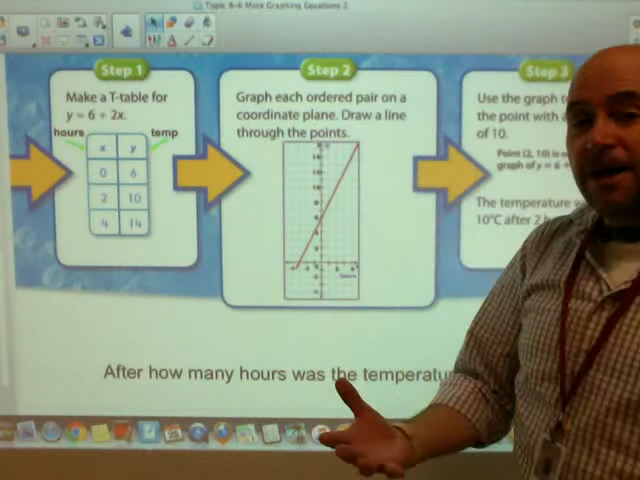 Topic 8-6 More Graphing Equations 2
Step 1
Make a T-table for
y = 6 + 2x.
hours temp
x y
0 6
2 10
4 14
Step 2
Graph each ordered pair on a
coordinate plane. Draw a line
through the points.
Step 3
Use the graph
the point with
of 10.
Point (2, 10) is
graph of y = 6 +
The temperature
10°C after 2
After how many hours was the